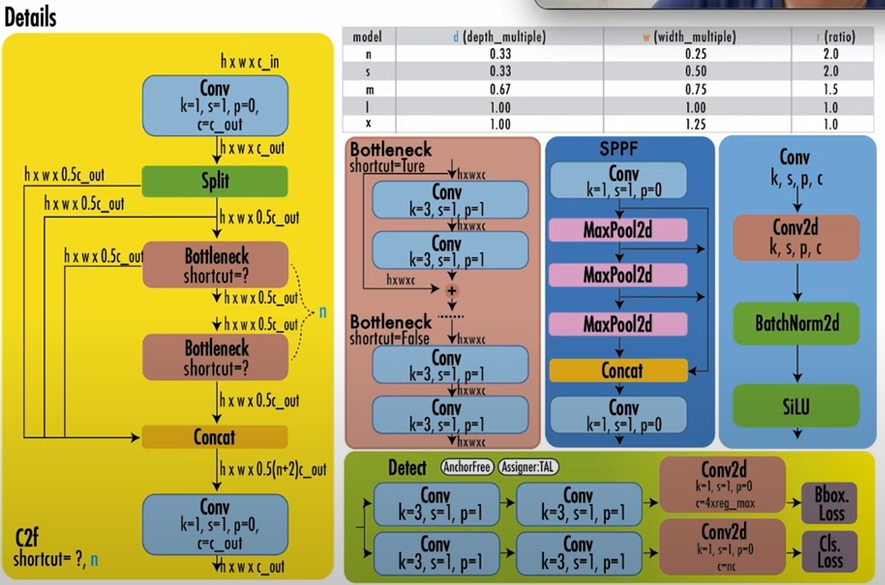 Details
h x w x c_in
Conv
k=1, s=1, p=0,
c=c_out
h x w x c_out
Split
h x w x 0.5c_out
h x w x 0.5c_out
h x w x 0.5c_out
h x w x 0.5c_out
Bottleneck
shortcut=?
h x w x 0.5c_out
n
h x w x 0.5c_out
Bottleneck
shortcut=?
h x w x 0.5c_out
Concat
h x w x 0.5(n+2)c_out
Conv
k=1, s=1, p=0,
c=c_out
h x w x c_out
C2f
shortcut= ?, n
model d (depth_multiple) w (width_multiple) r (ratio)
n 0.33 0.25 2.0
s 0.33 0.50 2.0
m 0.67 0.75 1.5
l 1.00 1.00 1.0
x 1.00 1.25 1.0
Bottleneck
shortcut=Ture
hxwxc
Conv
k=3, s=1, p=1
hxwxc
Conv
k=3, s=1, p=1
hxwxc
+
Bottleneck
shortcut=False
hxwxc
Conv
k=3, s=1, p=1
hxwxc
Conv
k=3, s=1, p=1
hxwxc
SPPF
Conv
k=1, s=1, p=0
MaxPool2d
MaxPool2d
MaxPool2d
Concat
Conv
k=1, s=1, p=0
Conv
k, s, p, c
Conv2d
k, s, p, c
BatchNorm2d
SiLU
Detect AnchorFree Assigner:TAL
Conv
k=3, s=1, p=1
Conv
k=3, s=1, p=1
Conv2d
k=1, s=1, p=0
c=4xreg_max
Bbox.
Loss
Conv
k=3, s=1, p=1
Conv
k=3, s=1, p=1
Conv2d
k=1, s=1, p=0
c=nc
Cls.
Loss